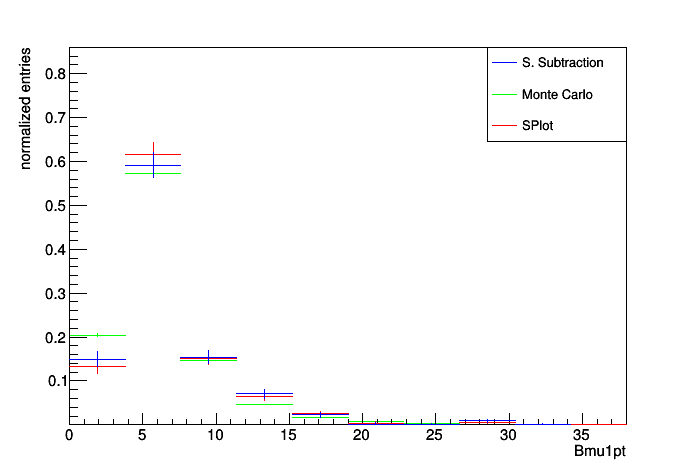 normalized entries
0.8
0.7
0.6
0.5
0.4
0.3
0.2
0.1
S. Subtraction
Monte Carlo
SPlot
0 5 10 15 20 25 30 35
Bmu1pt